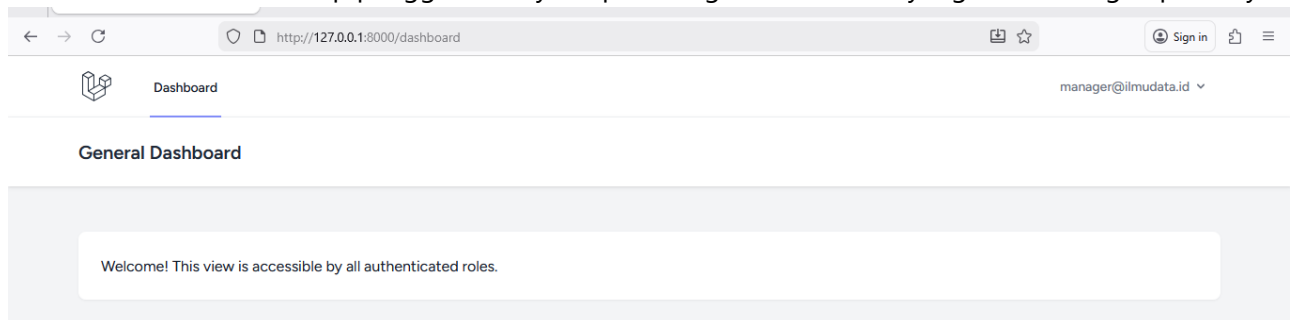 http://127.0.0.1:8000/dashboard
Sign in
Dashboard
manager@ilmudata.id
General Dashboard
Welcome! This view is accessible by all authenticated roles.